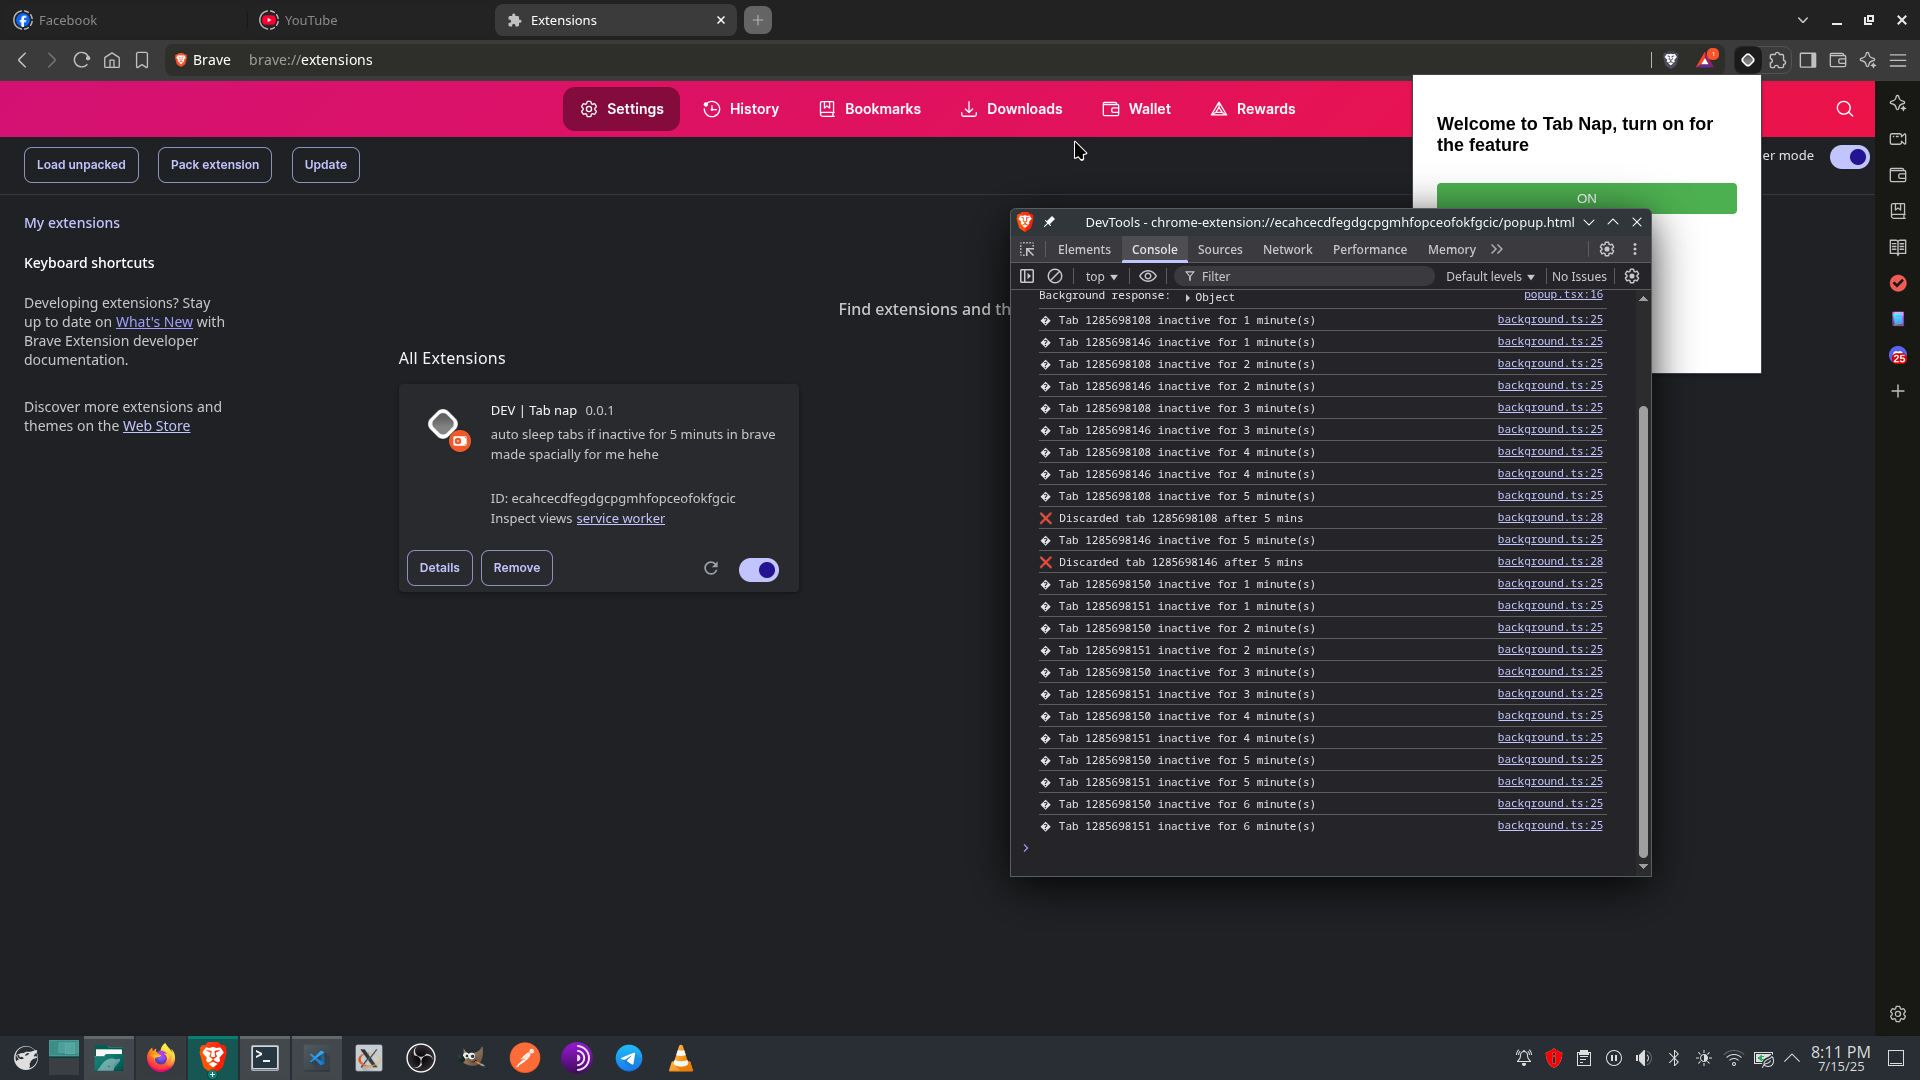 Facebook
YouTube
Extensions
Brave
brave://extensions
1
Settings
History
Bookmarks
Downloads
Wallet
Rewards
Load unpacked
Pack extension
Update
er mode
Welcome to Tab Nap, turn on for
the feature
ON
My extensions
Keyboard shortcuts
Developing extensions? Stay
up to date on What's New with
Brave Extension developer
documentation.
Discover more extensions and
themes on the Web Store
Find extensions and th
All Extensions
DEV | Tab nap 0.0.1
auto sleep tabs if inactive for 5 minuts in brave
made spacially for me hehe
ID: ecahcecdfegdgcpgmhfopceofokfgcic
Inspect views service worker
Details
Remove
DevTools - chrome-extension://ecahcecdfegdgcpgmhfopceofokfgcic/popup.html
Elements
Console
Sources
Network
Performance
Memory
top
Filter
Default levels
No Issues
Background response: Object popup.tsx:16
� Tab 1285698108 inactive for 1 minute(s) background.ts:25
� Tab 1285698146 inactive for 1 minute(s) background.ts:25
� Tab 1285698108 inactive for 2 minute(s) background.ts:25
� Tab 1285698146 inactive for 2 minute(s) background.ts:25
� Tab 1285698108 inactive for 3 minute(s) background.ts:25
� Tab 1285698146 inactive for 3 minute(s) background.ts:25
� Tab 1285698108 inactive for 4 minute(s) background.ts:25
� Tab 1285698146 inactive for 4 minute(s) background.ts:25
� Tab 1285698108 inactive for 5 minute(s) background.ts:25
❌ Discarded tab 1285698108 after 5 mins background.ts:28
� Tab 1285698146 inactive for 5 minute(s) background.ts:25
❌ Discarded tab 1285698146 after 5 mins background.ts:28
� Tab 1285698150 inactive for 1 minute(s) background.ts:25
� Tab 1285698151 inactive for 1 minute(s) background.ts:25
� Tab 1285698150 inactive for 2 minute(s) background.ts:25
� Tab 1285698151 inactive for 2 minute(s) background.ts:25
� Tab 1285698150 inactive for 3 minute(s) background.ts:25
� Tab 1285698151 inactive for 3 minute(s) background.ts:25
� Tab 1285698150 inactive for 4 minute(s) background.ts:25
� Tab 1285698151 inactive for 4 minute(s) background.ts:25
� Tab 1285698150 inactive for 5 minute(s) background.ts:25
� Tab 1285698151 inactive for 5 minute(s) background.ts:25
� Tab 1285698150 inactive for 6 minute(s) background.ts:25
� Tab 1285698151 inactive for 6 minute(s) background.ts:25
25
8:11 PM
7/15/25